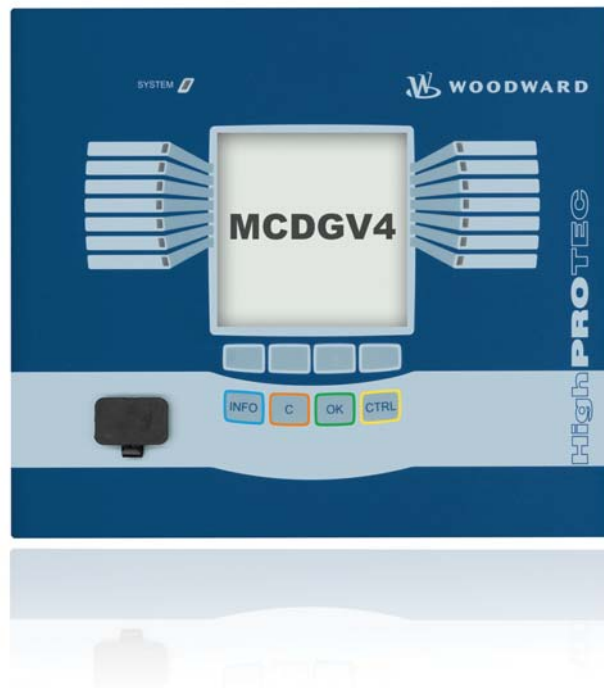 SYSTEM
WOODWARD
MCDGV4
HighPROTEC
INFO
C
OK
CTRL